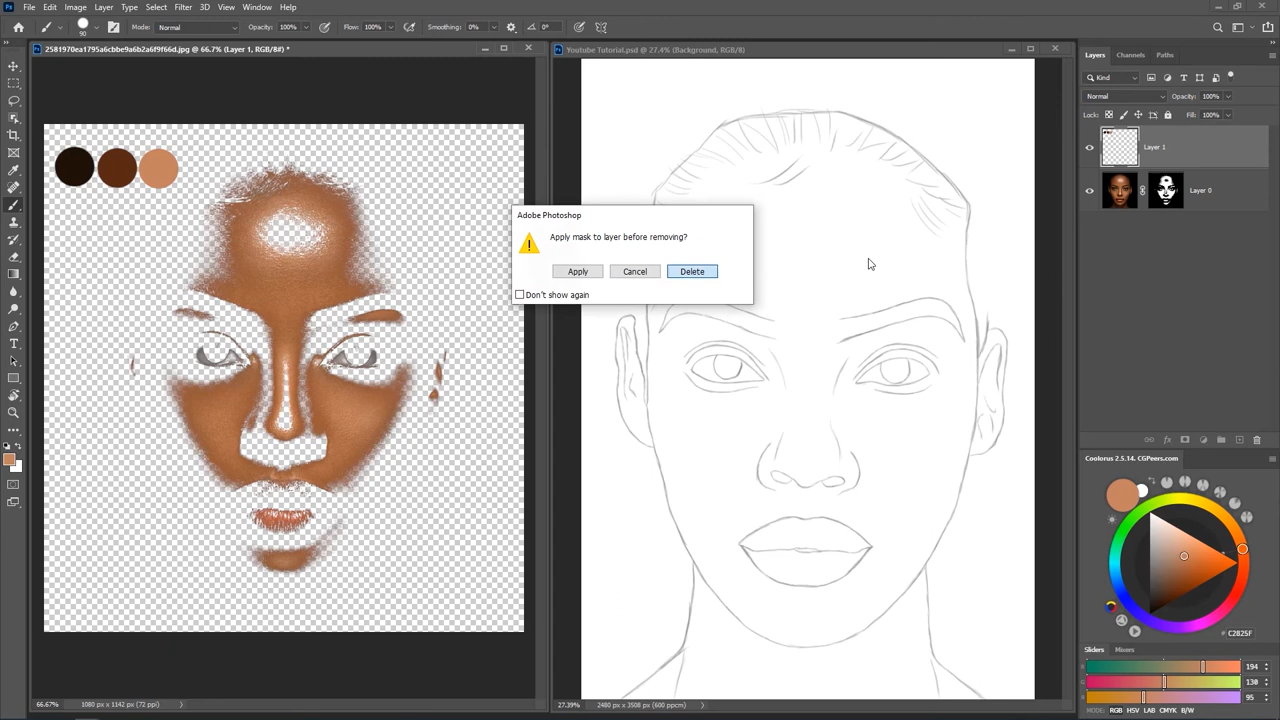 File Edit Image Layer Type Select Filter 3D View Window Help
90 Mode: Normal Opacity: 100% Flow: 100% Smoothing: 0% 0°
2581970ea1795a6cbbe9a6b2a6f9f66d.jpg @ 66.7% (Layer 1, RGB/8#) *
Youtube Tutorial.psd @ 27.4% (Background, RGB/8)
Layers Channels Paths
Kind
Normal Opacity: 100%
Lock: Fill: 100%
Layer 1
Layer 0
Adobe Photoshop
Apply mask to layer before removing?
Apply Cancel Delete
Don't show again
Coolorus 2.5.14. CGPeers.com
C2825F
Sliders Mixers
194
130
95
MODE: RGB HSV LAB CMYK B/W
66.67% 1080 px x 1142 px (72 ppi)
27.39% 2480 px x 3508 px (600 ppcm)